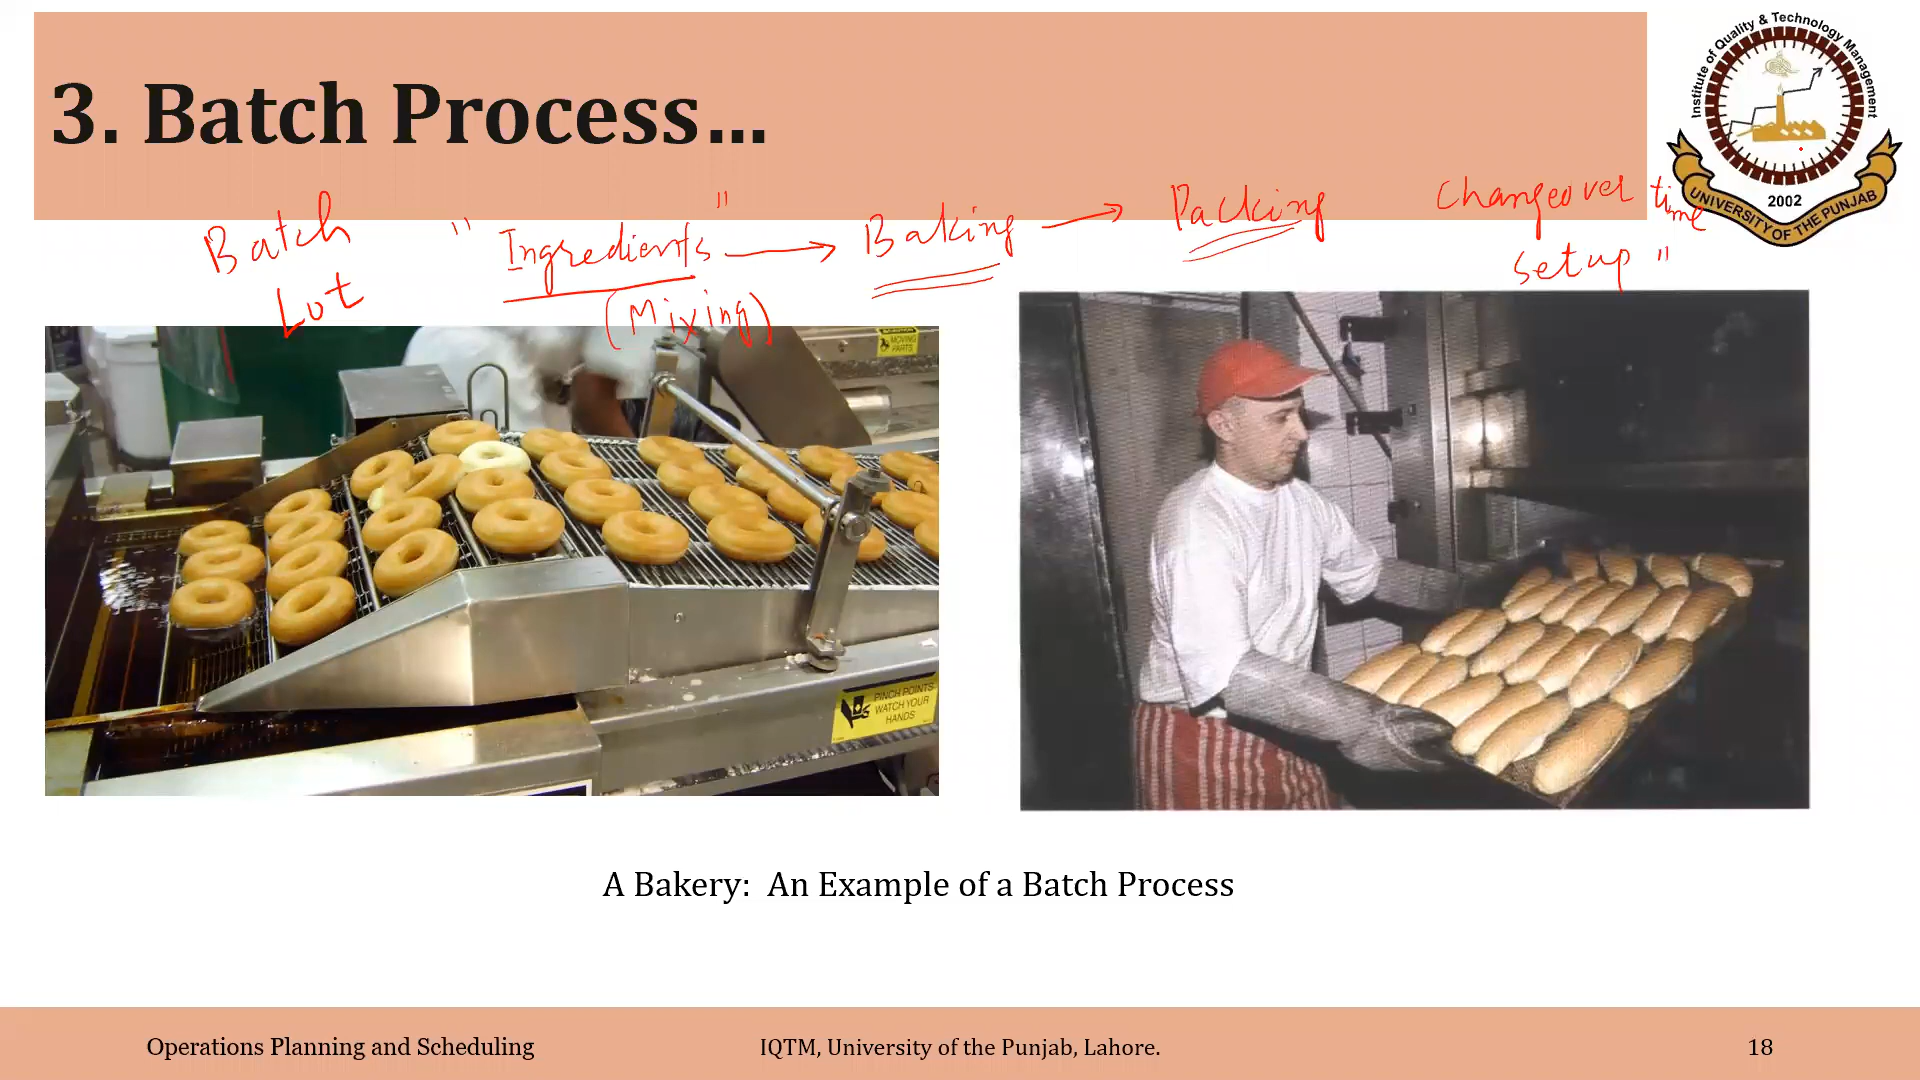 3. Batch Process...
Institute of Quality & Technology Management
2002
UNIVERSITY OF THE PUNJAB
Batch
Lot
" Ingredients " → Baking → Packing
(Mixing)
Changeover time
Setup "
MOVING PARTS
PINCH POINTS
WATCH YOUR
HANDS
A Bakery: An Example of a Batch Process
Operations Planning and Scheduling
IQTM, University of the Punjab, Lahore.
18